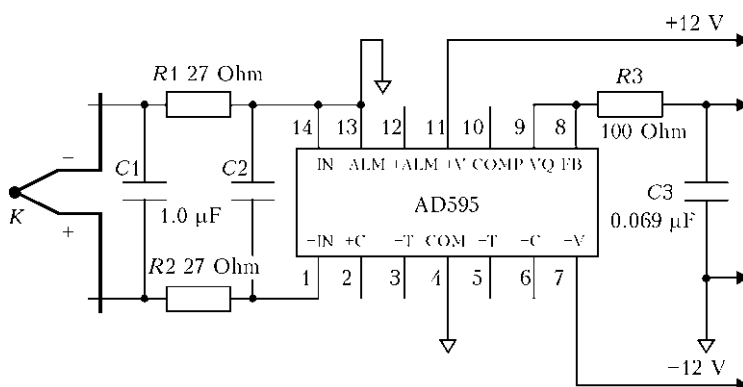 +12 V
R1 27 Ohm
R3
14 13 12 11 10 9 8
100 Ohm
C1
C2
IN ALM +ALM +V COMP VQ FB
−
K
AD595
C3
1.0 µF
0.069 µF
+
−IN +C −T COM −T −C −V
R2 27 Ohm
1 2 3 4 5 6 7
−12 V